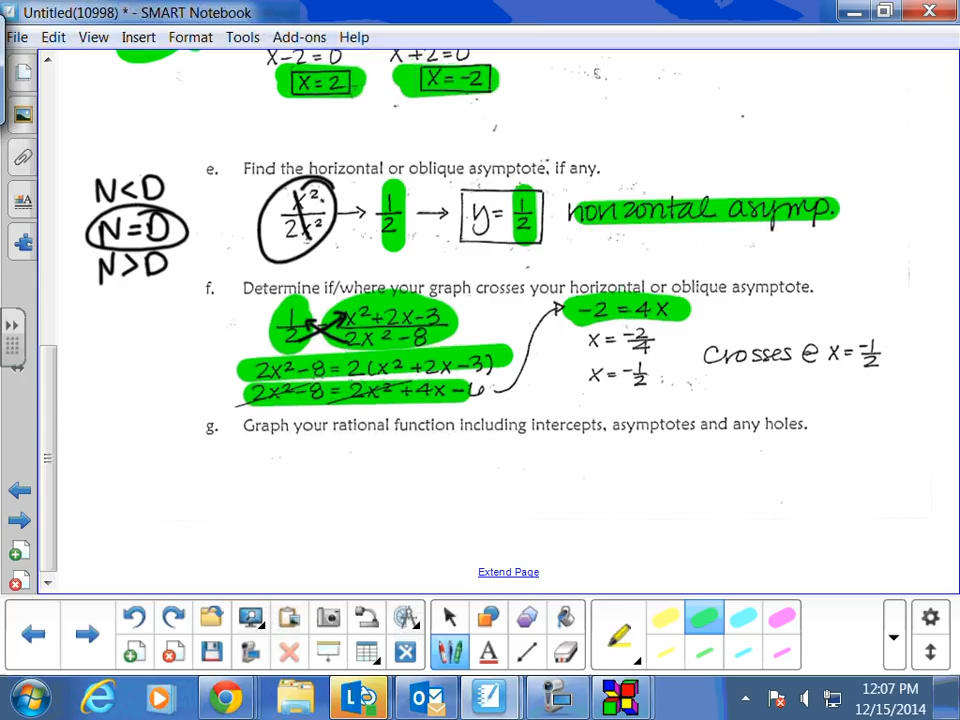 Untitled(10998) * - SMART Notebook
File Edit View Insert Format Tools Add-ons Help
x-2=0 x+2=0
x=2 x=-2
e. Find the horizontal or oblique asymptote, if any.
N<D
N=D
N>D
x²/2x² → 1/2 → y= 1/2 horizontal asymp.
f. Determine if/where your graph crosses your horizontal or oblique asymptote.
1/2 = x²+2x-3/2x²-8
2x²-8=2(x²+2x-3)
2x²-8=2x²+4x-6
-2=4x
x=-2/4
x=-1/2
Crosses @ x=-1/2
g. Graph your rational function including intercepts, asymptotes and any holes.
Extend Page
12:07 PM
12/15/2014